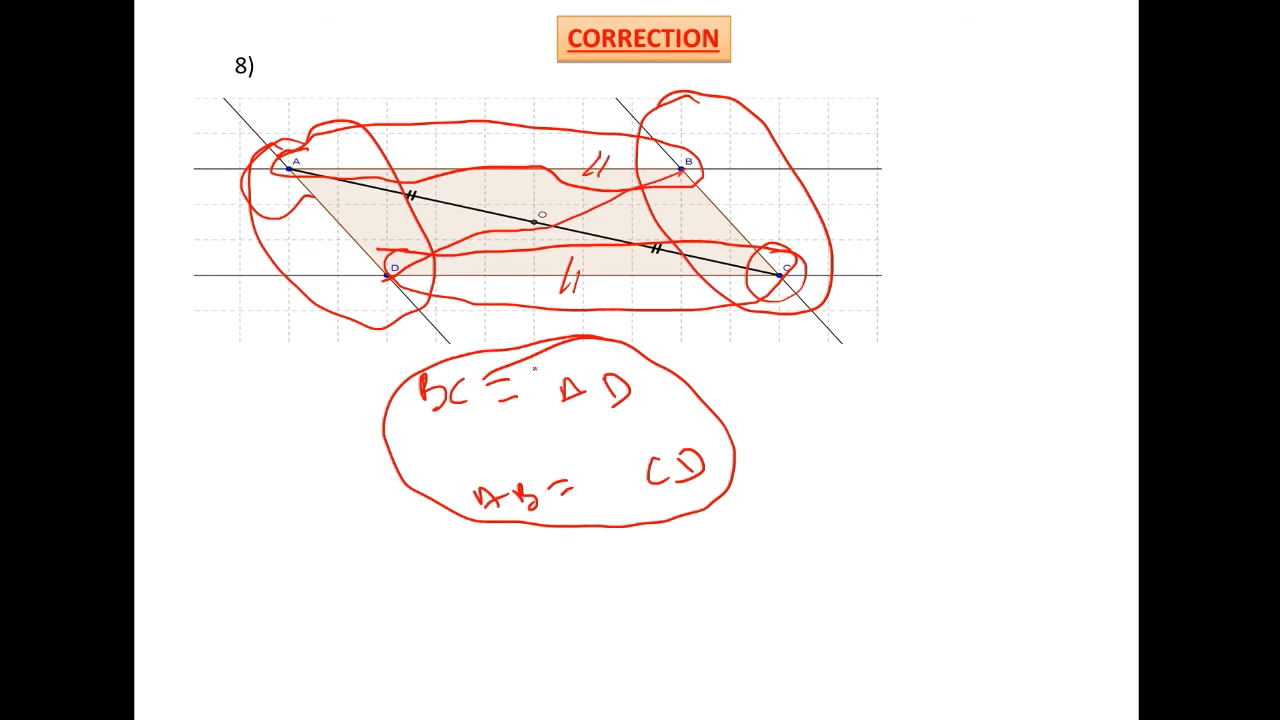 CORRECTION
8)
A
B
O
D
C
BC = AD
AB = CD